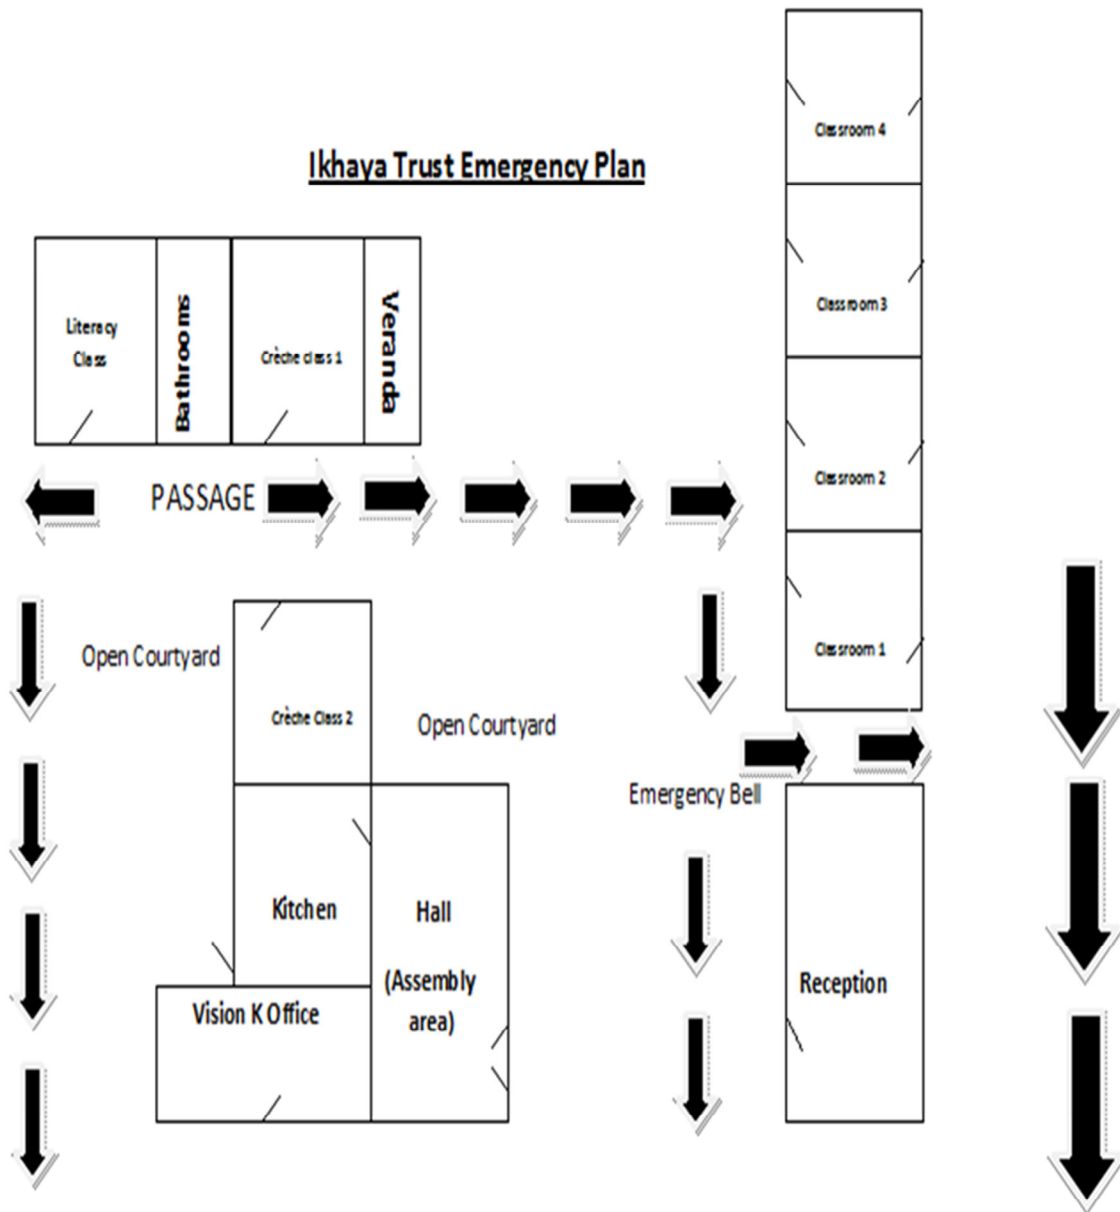 Ikhaya Trust Emergency Plan
Classroom 4
Classroom 3
Classroom 2
Classroom 1
Literacy
Class
Bathrooms
Crèche class 1
Veranda
PASSAGE
Open Courtyard
Crèche Class 2
Open Courtyard
Emergency Bell
Kitchen
Hall
(Assembly
area)
Vision K Office
Reception